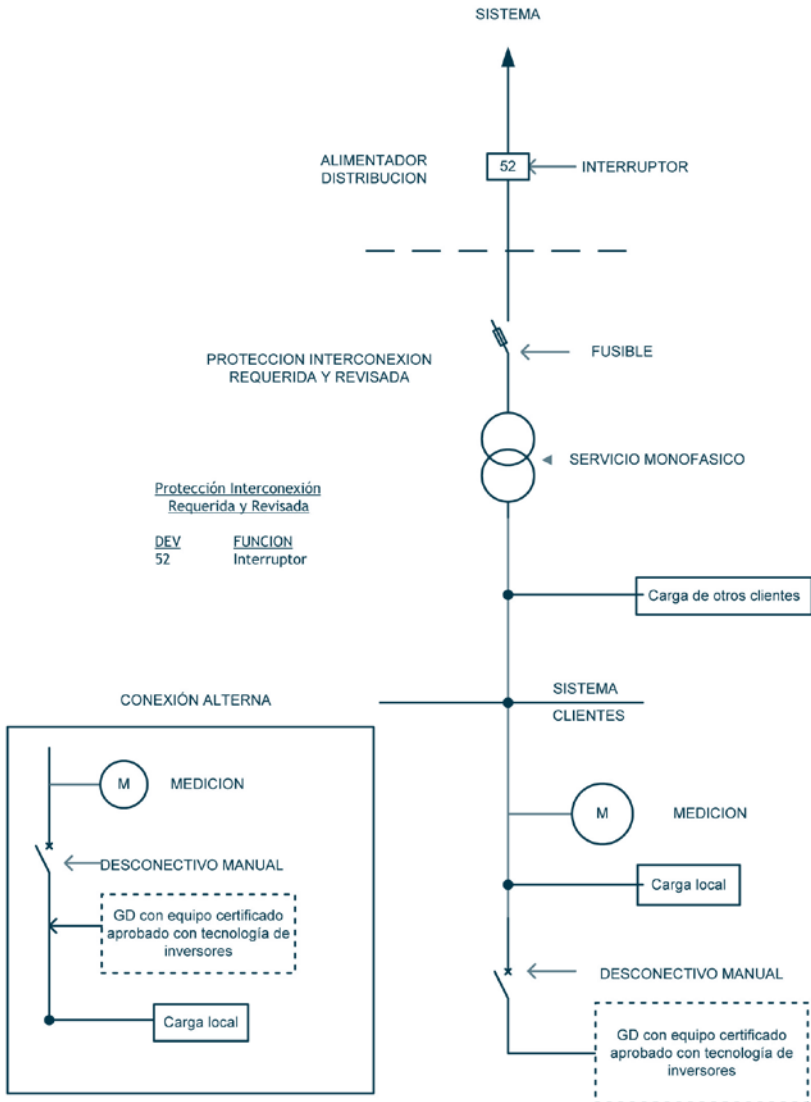 SISTEMA
ALIMENTADOR
DISTRIBUCION
52
INTERRUPTOR
PROTECCION INTERCONEXION
REQUERIDA Y REVISADA
FUSIBLE
SERVICIO MONOFASICO
Protección Interconexión
Requerida y Revisada
DEV FUNCION
52 Interruptor
Carga de otros clientes
SISTEMA
CLIENTES
CONEXIÓN ALTERNA
M MEDICION
DESCONECTIVO MANUAL
GD con equipo certificado
aprobado con tecnología de
inversores
Carga local
M MEDICION
Carga local
DESCONECTIVO MANUAL
GD con equipo certificado
aprobado con tecnología de
inversores